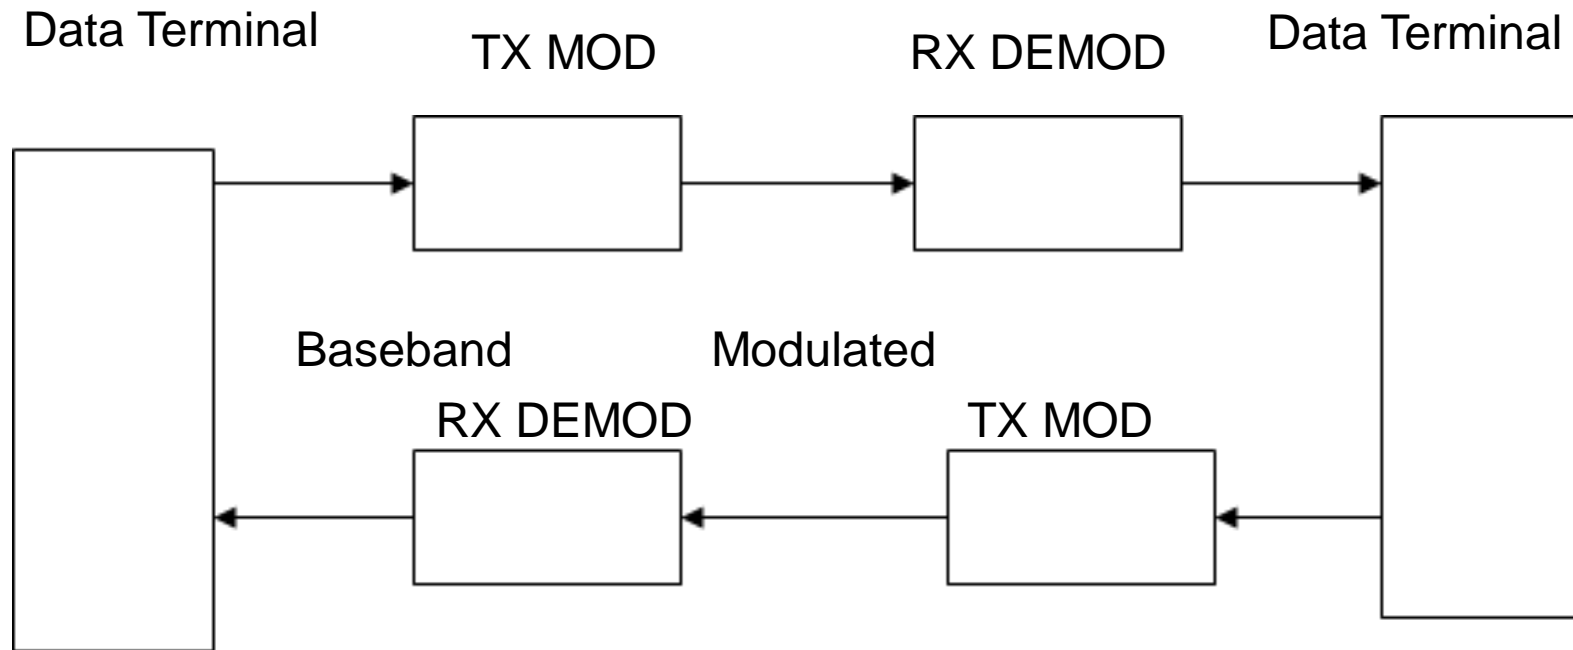 Data Terminal
TX MOD
RX DEMOD
Data Terminal
Baseband
Modulated
RX DEMOD
TX MOD